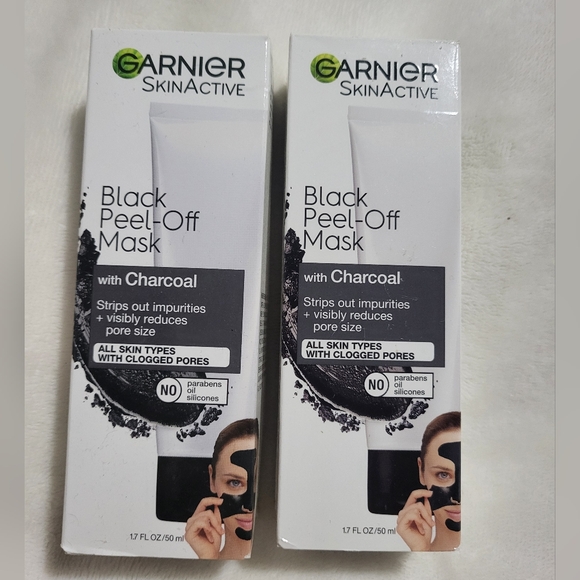 GARNIER
SKINACTIVE
Black
Peel-Off
Mask
with Charcoal
Strips out impurities
+ visibly reduces
pore size
ALL SKIN TYPES
WITH CLOGGED PORES
NO
parabens
oil
silicones
1.7 FL OZ/50 ml
GARNIER
SKINACTIVE
Black
Peel-Off
Mask
with Charcoal
Strips out impurities
+ visibly reduces
pore size
ALL SKIN TYPES
WITH CLOGGED PORES
NO
parabens
oil
silicones
1.7 FL OZ/50 ml